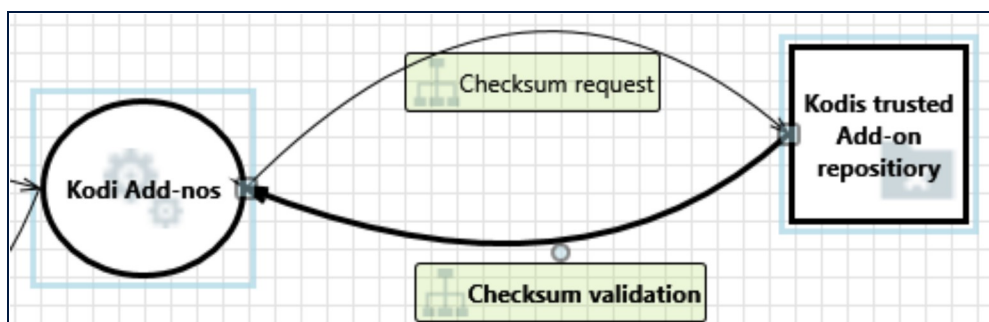 Checksum request
Kodis trusted
Add-on
repositiory
Kodi Add-nos
Checksum validation